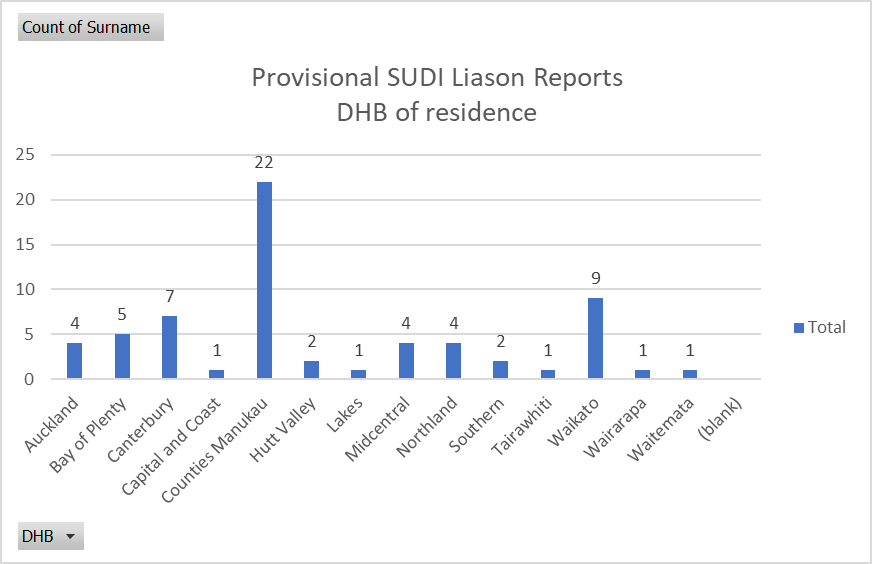 Count of Surname
Provisional SUDI Liason Reports
DHB of residence
25
20
15
10
5
0
4
5
7
1
22
2
1
4
4
2
1
9
1
1
Auckland
Bay of Plenty
Canterbury
Capital and Coast
Counties Manukau
Hutt Valley
Lakes
Midcentral
Northland
Southern
Tairawhiti
Waikato
Wairarapa
Waitemata
(blank)
Total
DHB